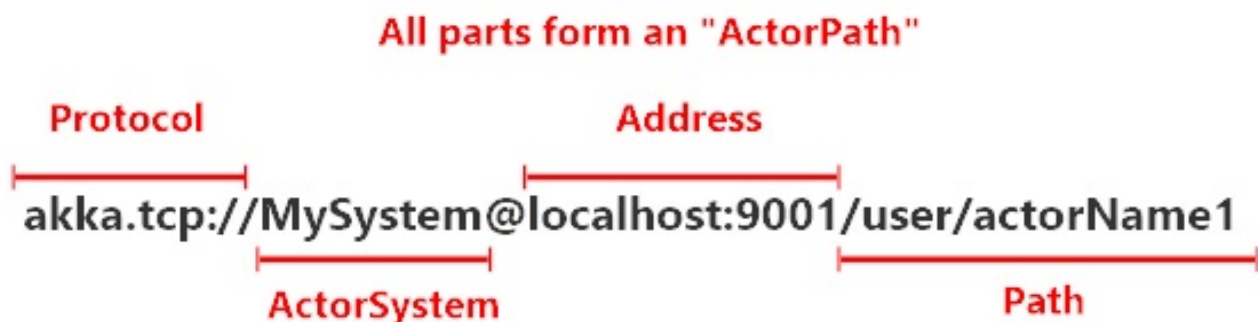 All parts form an "ActorPath"
Protocol Address
akka.tcp://MySystem@localhost:9001/user/actorName1
ActorSystem Path